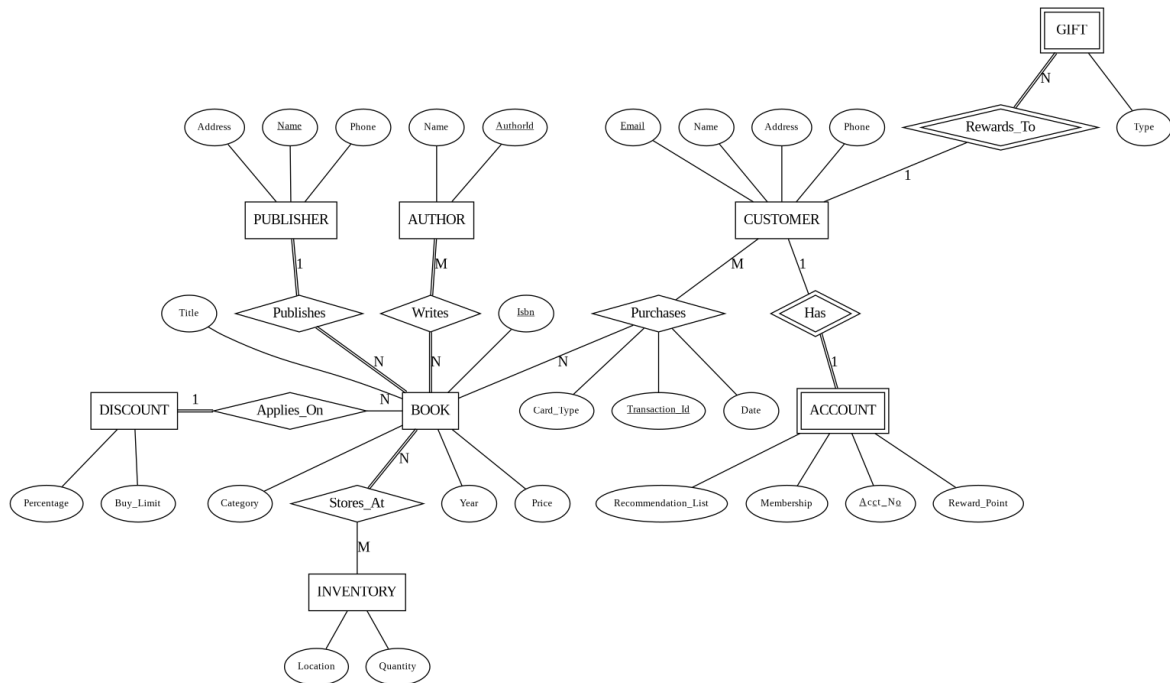 GIFT
N
Address
Name
Phone
Name
AuthorId
Email
Name
Address
Phone
Rewards_To
Type
1
PUBLISHER
AUTHOR
CUSTOMER
1
M
M
1
Title
Publishes
Writes
Isbn
Purchases
Has
N
N
N
1
DISCOUNT
1
Applies_On
N
BOOK
Card_Type
Transaction_Id
Date
ACCOUNT
N
Percentage
Buy_Limit
Category
Stores_At
Year
Price
Recommendation_List
Membership
Acct_No
Reward_Point
M
INVENTORY
Location
Quantity